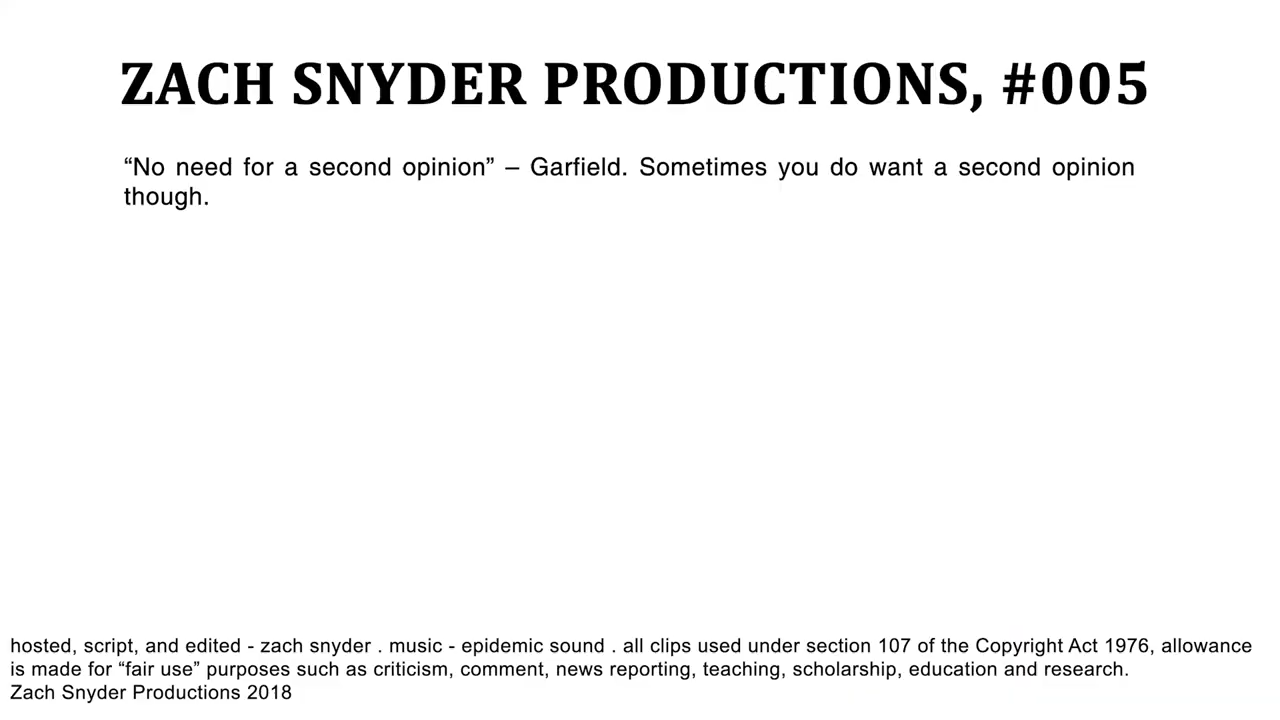 ZACH SNYDER PRODUCTIONS, #005
“No need for a second opinion” – Garfield. Sometimes you do want a second opinion
though.
hosted, script, and edited - zach snyder . music - epidemic sound . all clips used under section 107 of the Copyright Act 1976, allowance
is made for “fair use” purposes such as criticism, comment, news reporting, teaching, scholarship, education and research.
Zach Snyder Productions 2018